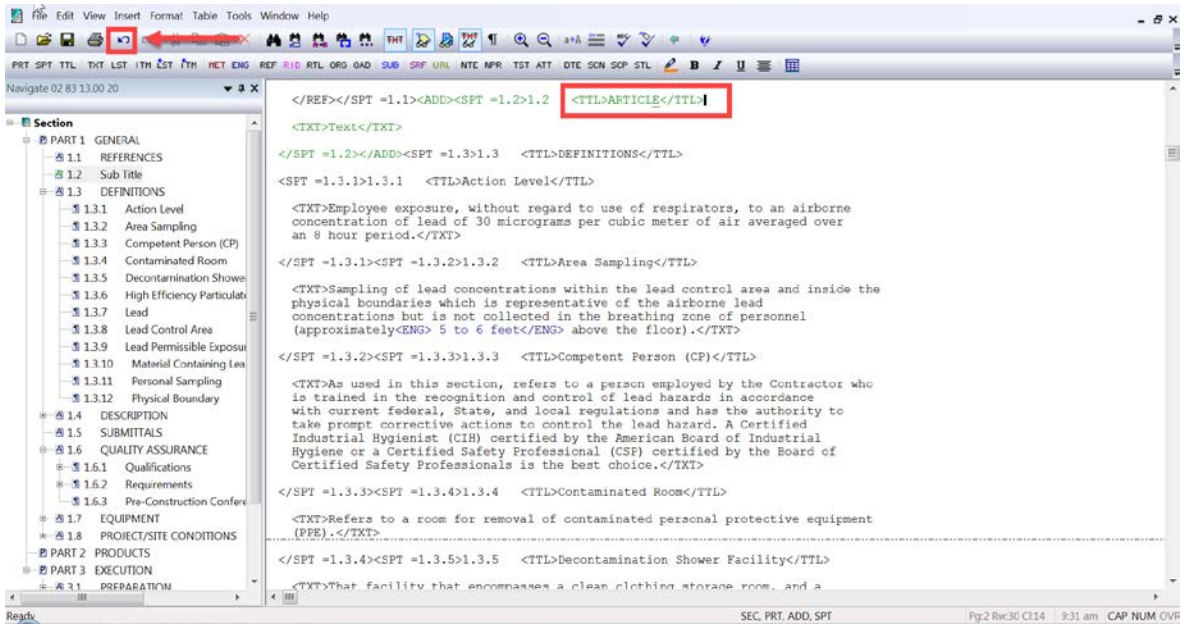 File Edit View Insert Format Table Tools Window Help
PRT SPT TTL TXT LST ITM LST ITM MET ENG REF RID RTL ORG OAD SUB SRF URL NTE NPR TST ATT DTE SCN SCP STL B I U
Navigate 02 83 13.00 20
Section
PART 1 GENERAL
1.1 REFERENCES
1.2 Sub Title
1.3 DEFINITIONS
1.3.1 Action Level
1.3.2 Area Sampling
1.3.3 Competent Person (CP)
1.3.4 Contaminated Room
1.3.5 Decontamination Showe
1.3.6 High Efficiency Particulat
1.3.7 Lead
1.3.8 Lead Control Area
1.3.9 Lead Permissible Exposur
1.3.10 Material Containing Lea
1.3.11 Personal Sampling
1.3.12 Physical Boundary
1.4 DESCRIPTION
1.5 SUBMITTALS
1.6 QUALITY ASSURANCE
1.6.1 Qualifications
1.6.2 Requirements
1.6.3 Pre-Construction Confere
1.7 EQUIPMENT
1.8 PROJECT/SITE CONDITIONS
PART 2 PRODUCTS
PART 3 EXECUTION
3.1 PREPARATION
</REF></SPT =1.1><ADD><SPT =1.2>1.2 <TTL>ARTICLE</TTL>
<TXT>Text</TXT>
</SPT =1.2></ADD><SPT =1.3>1.3 <TTL>DEFINITIONS</TTL>
<SPT =1.3.1>1.3.1 <TTL>Action Level</TTL>
<TXT>Employee exposure, without regard to use of respirators, to an airborne
concentration of lead of 30 micrograms per cubic meter of air averaged over
an 8 hour period.</TXT>
</SPT =1.3.1><SPT =1.3.2>1.3.2 <TTL>Area Sampling</TTL>
<TXT>Sampling of lead concentrations within the lead control area and inside the
physical boundaries which is representative of the airborne lead
concentrations but is not collected in the breathing zone of personnel
(approximately<ENG> 5 to 6 feet</ENG> above the floor).</TXT>
</SPT =1.3.2><SPT =1.3.3>1.3.3 <TTL>Competent Person (CP)</TTL>
<TXT>As used in this section, refers to a person employed by the Contractor who
is trained in the recognition and control of lead hazards in accordance
with current federal, State, and local regulations and has the authority to
take prompt corrective actions to control the lead hazard. A Certified
Industrial Hygienist (CIH) certified by the American Board of Industrial
Hygiene or a Certified Safety Professional (CSP) certified by the Board of
Certified Safety Professionals is the best choice.</TXT>
</SPT =1.3.3><SPT =1.3.4>1.3.4 <TTL>Contaminated Room</TTL>
<TXT>Refers to a room for removal of contaminated personal protective equipment
(PPE).</TXT>
</SPT =1.3.4><SPT =1.3.5>1.3.5 <TTL>Decontamination Shower Facility</TTL>
<TXT>That facility that encompasses a clean clothing storage room, and a
Ready
SEC, PRT, ADD, SPT
Pg:2 Rw:30 Cl:14 9:31 am CAP NUM OVR